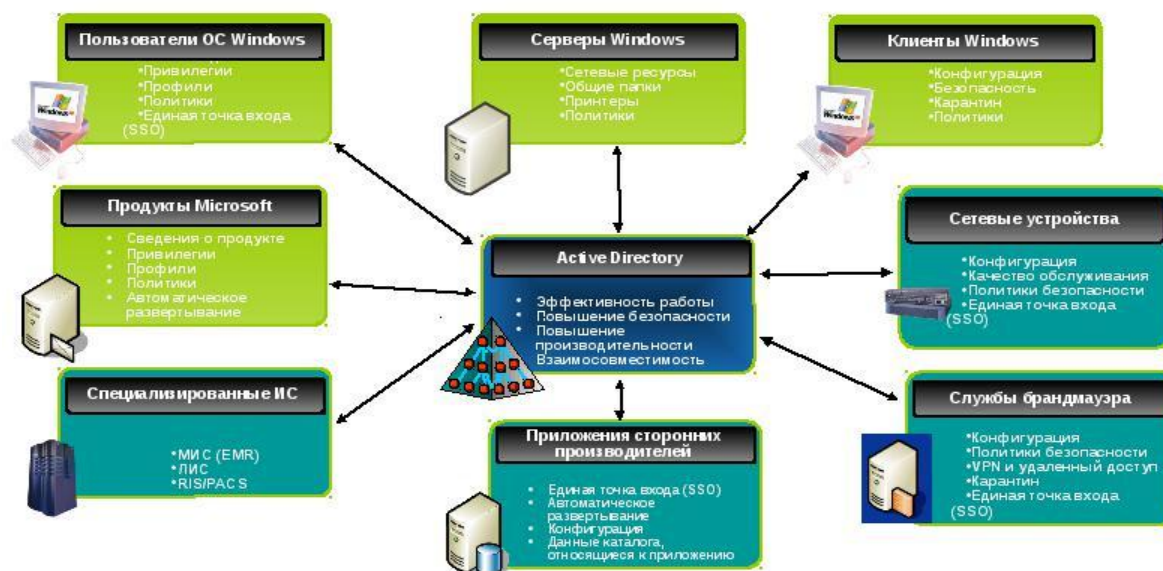 Пользователи ОС Windows
•Привилегии
•Профили
•Политики
•Единая точка входа
(SSO)
Серверы Windows
•Сетевые ресурсы
•Общие папки
•Принтеры
•Политики
Клиенты Windows
•Конфигурация
•Безопасность
•Карантин
•Политики
Продукты Microsoft
• Сведения о продукте
• Привилегии
• Профили
• Политики
• Автоматическое
развертывание
Active Directory
• Эффективность работы
• Повышение безопасности
• Повышение
производительности
Взаимосовместимость
Сетевые устройства
•Конфигурация
•Качество обслуживания
•Политики безопасности
•Единая точка входа
(SSO)
Специализированные ИС
•МИС (EMR)
•ЛИС
•RIS/PACS
Приложения сторонних
производителей
• Единая точка входа (SSO)
• Автоматическое
развертывание
• Конфигурация
• Данные каталога,
относящиеся к приложению
Службы брандмауэра
•Конфигурация
•Политики безопасности
•VPN и удаленный доступ
•Карантин
•Единая точка входа
(SSO)